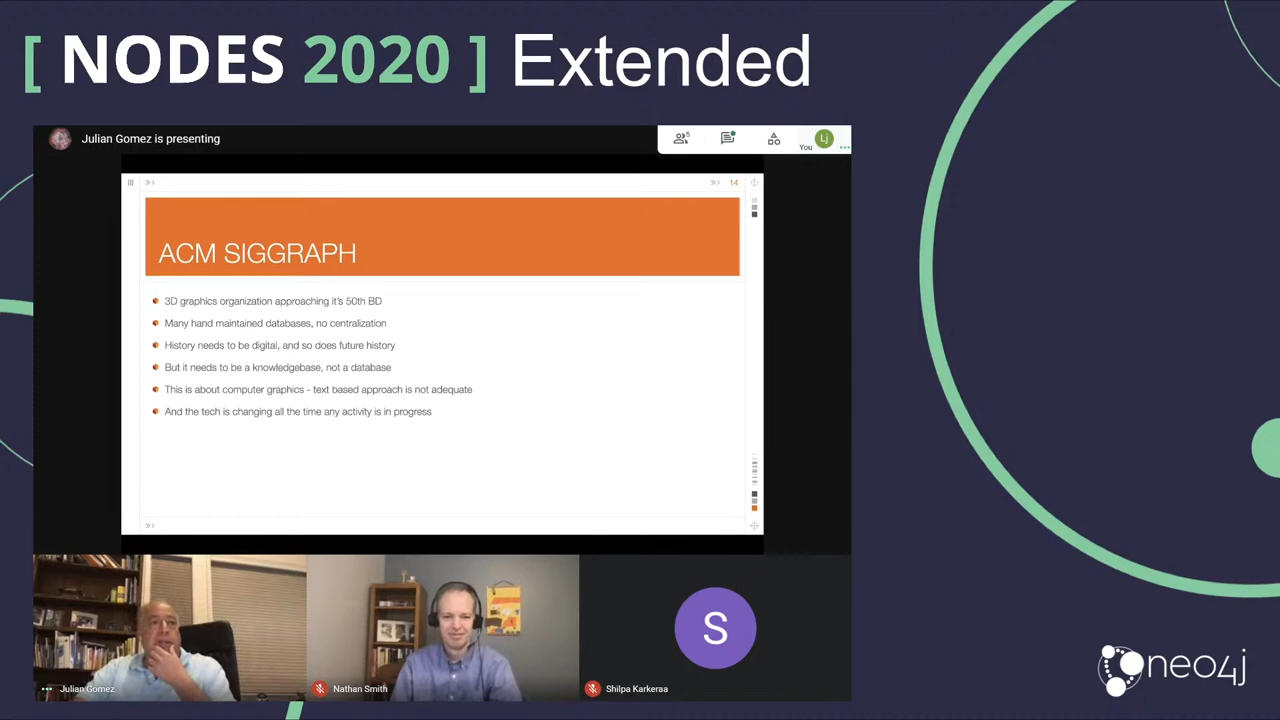 [ NODES 2020 ] Extended
Julian Gomez is presenting
5
You
Lj
14
ACM SIGGRAPH
3D graphics organization approaching it's 50th BD
Many hand maintained databases, no centralization
History needs to be digital, and so does future history
But it needs to be a knowledgebase, not a database
This is about computer graphics - text based approach is not adequate
And the tech is changing all the time any activity is in progress
S
Julian Gomez
Nathan Smith
Shilpa Karkeraa
neo4j